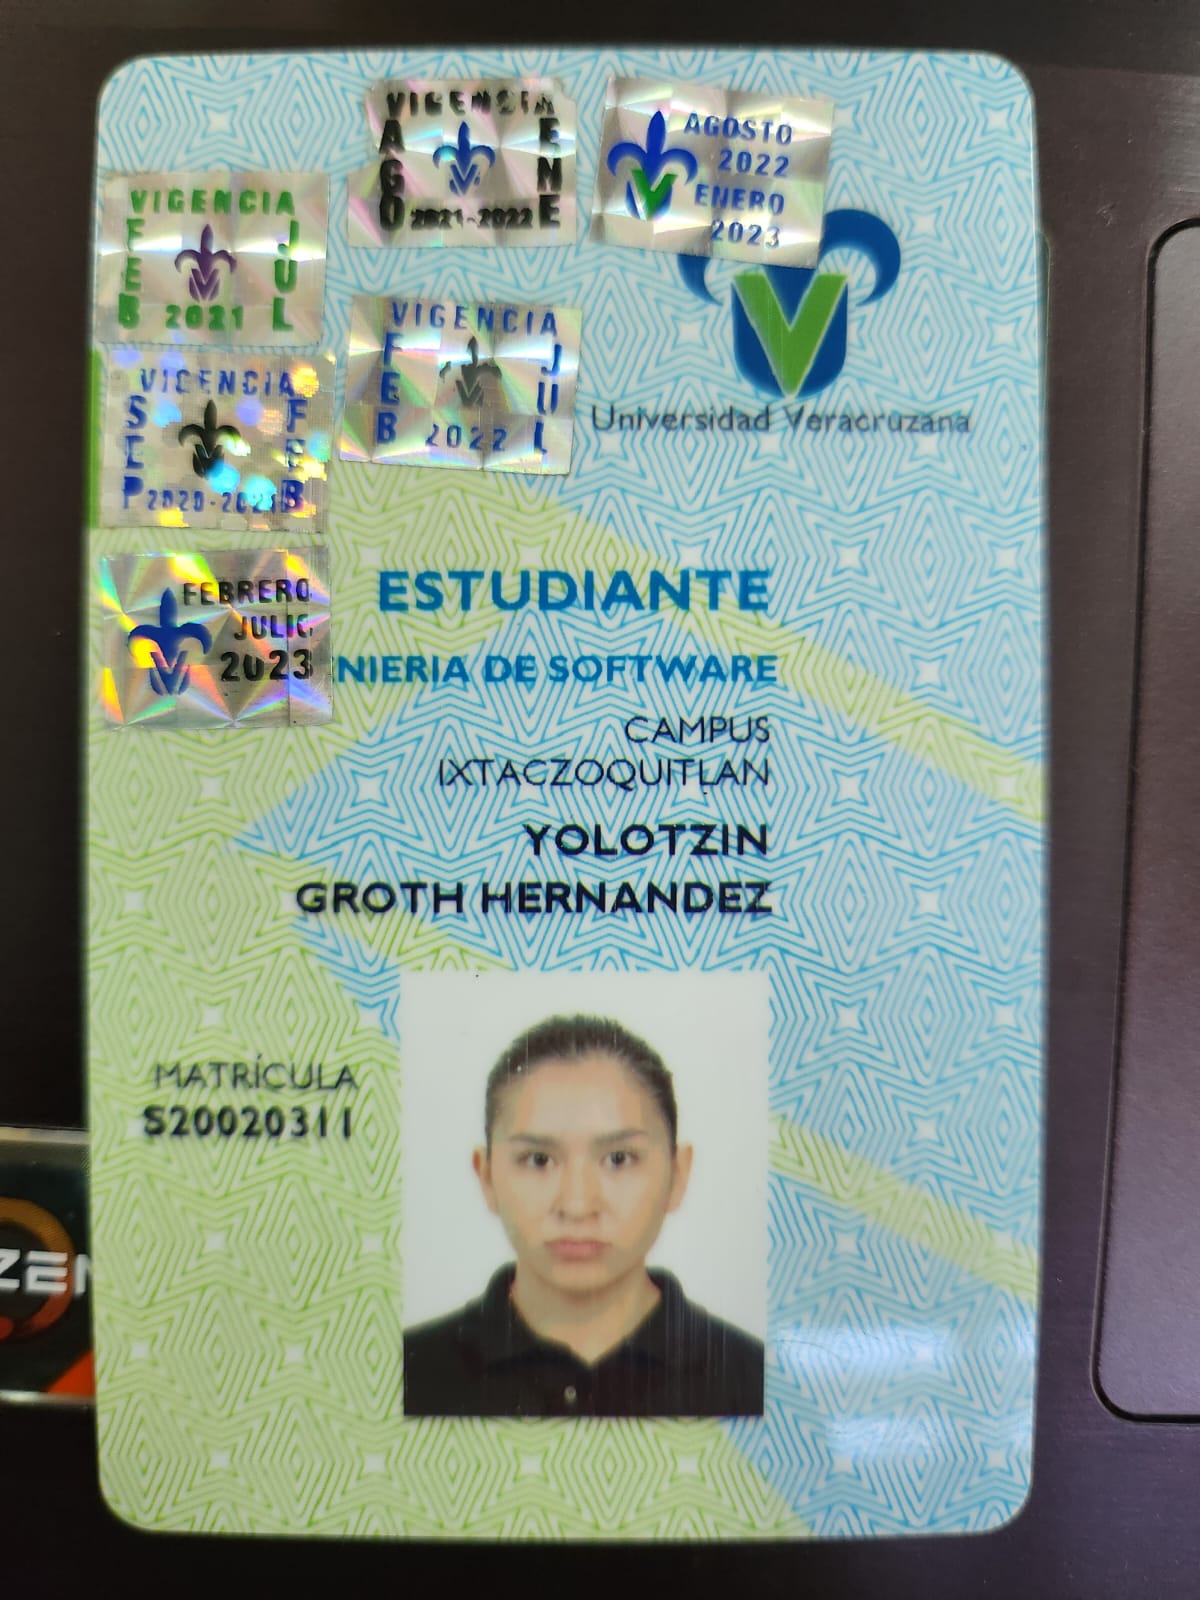 VIGENCIA
AGO ENE
2021-2022
AGOSTO
2022
ENERO
2023
VIGENCIA
FEB JUL
2021
VIGENCIA
FEB JUL
2022
Universidad Veracruzana
VIGENCIA
SEP FEB
2020-2021
FEBRERO
JULIO
2023
ESTUDIANTE
NIERIA DE SOFTWARE
CAMPUS
IXTACZOQUITLAN
YOLOTZIN
GROTH HERNANDEZ
MATRÍCULA
S20020311
ZEN